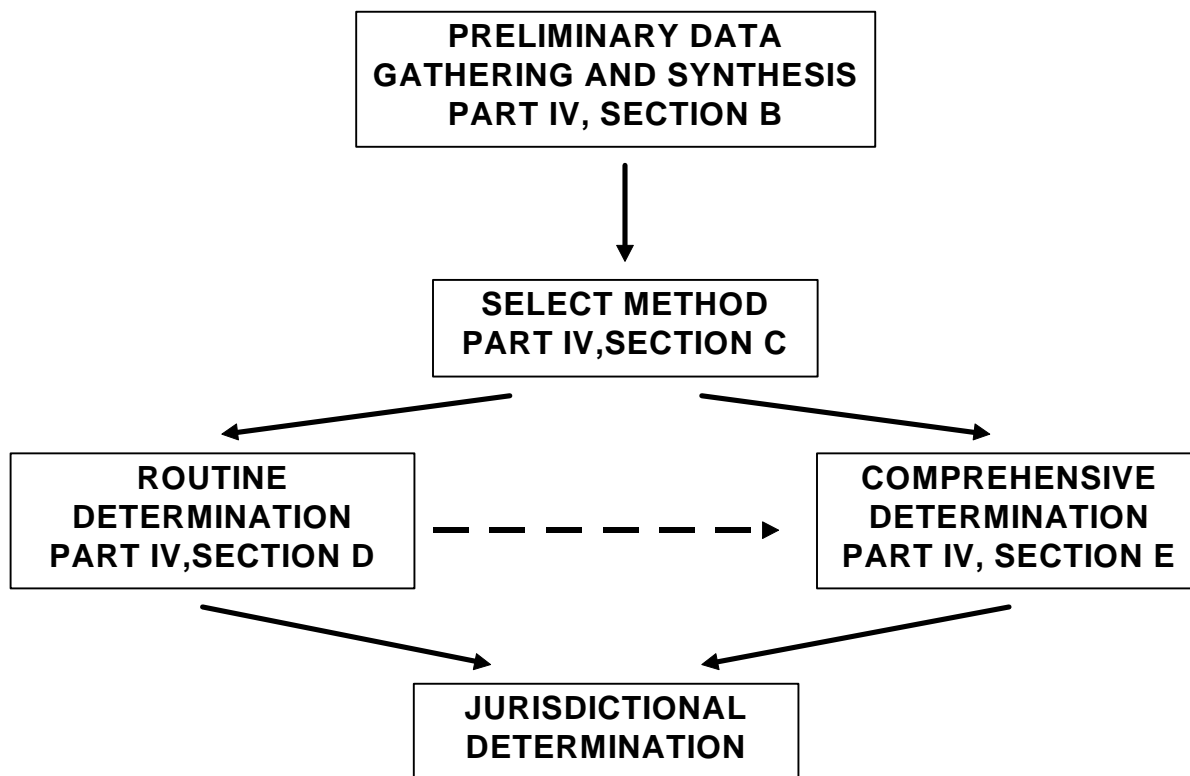 PRELIMINARY DATA
GATHERING AND SYNTHESIS
PART IV, SECTION B
SELECT METHOD
PART IV,SECTION C
ROUTINE
DETERMINATION
PART IV,SECTION D
COMPREHENSIVE
DETERMINATION
PART IV, SECTION E
JURISDICTIONAL
DETERMINATION